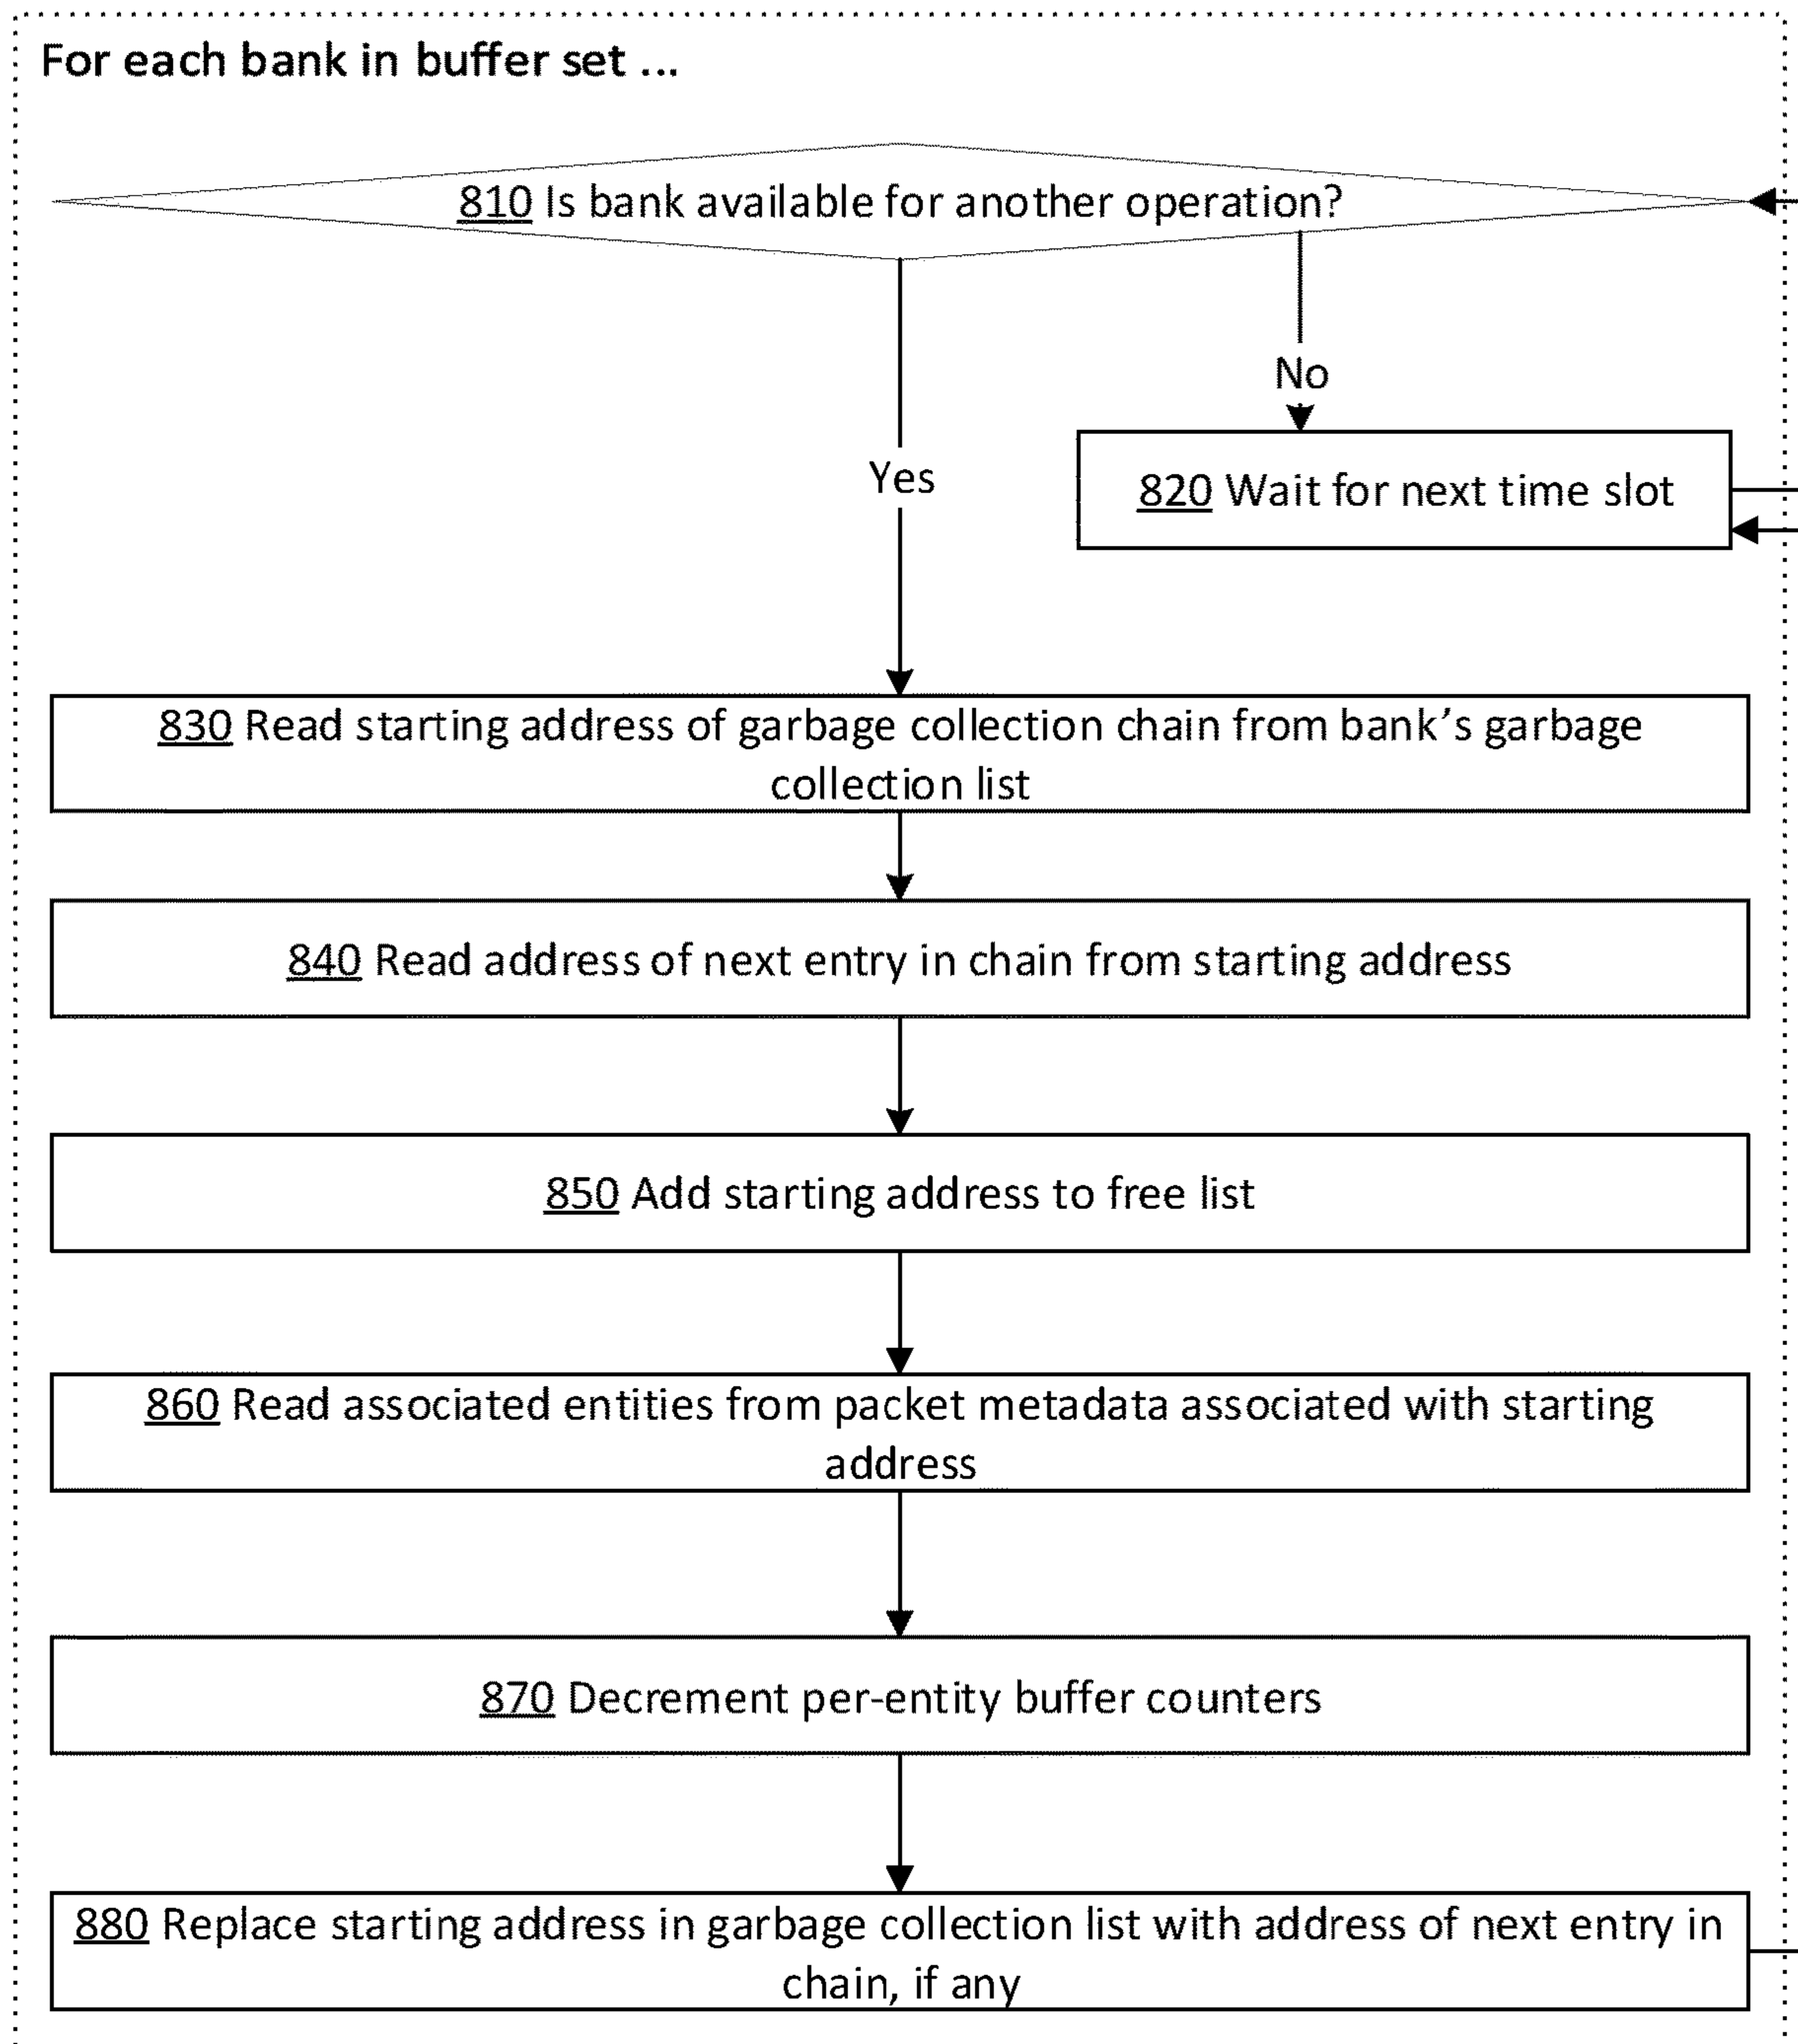 For each bank in buffer set ...
810 Is bank available for another operation?
No
Yes
820 Wait for next time slot
830 Read starting address of garbage collection chain from bank’s garbage
collection list
840 Read address of next entry in chain from starting address
850 Add starting address to free list
860 Read associated entities from packet metadata associated with starting
address
870 Decrement per-entity buffer counters
880 Replace starting address in garbage collection list with address of next entry in
chain, if any